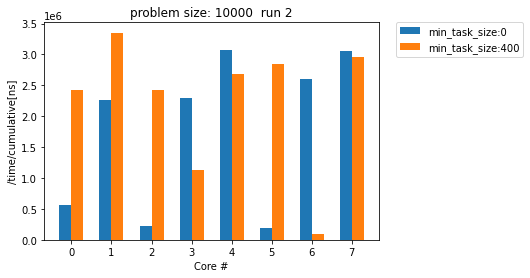 problem size: 10000  run 2
1e6
3.5
3.0
2.5
2.0
1.5
1.0
0.5
0.0
/time/cumulative[ns]
0 1 2 3 4 5 6 7
Core #
min_task_size:0
min_task_size:400